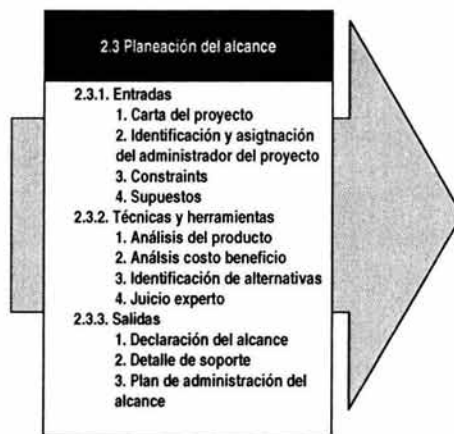 2.3 Planeación del alcance
2.3.1. Entradas
1. Carta del proyecto
2. Identificación y asigtnación
del administrador del proyecto
3. Constraints
4. Supuestos
2.3.2. Técnicas y herramientas
1. Análisis del producto
2. Análsis costo beneficio
3. Identificación de alternativas
4. Juicio experto
2.3.3. Salidas
1. Declaración del alcance
2. Detalle de soporte
3. Plan de administración del
alcance